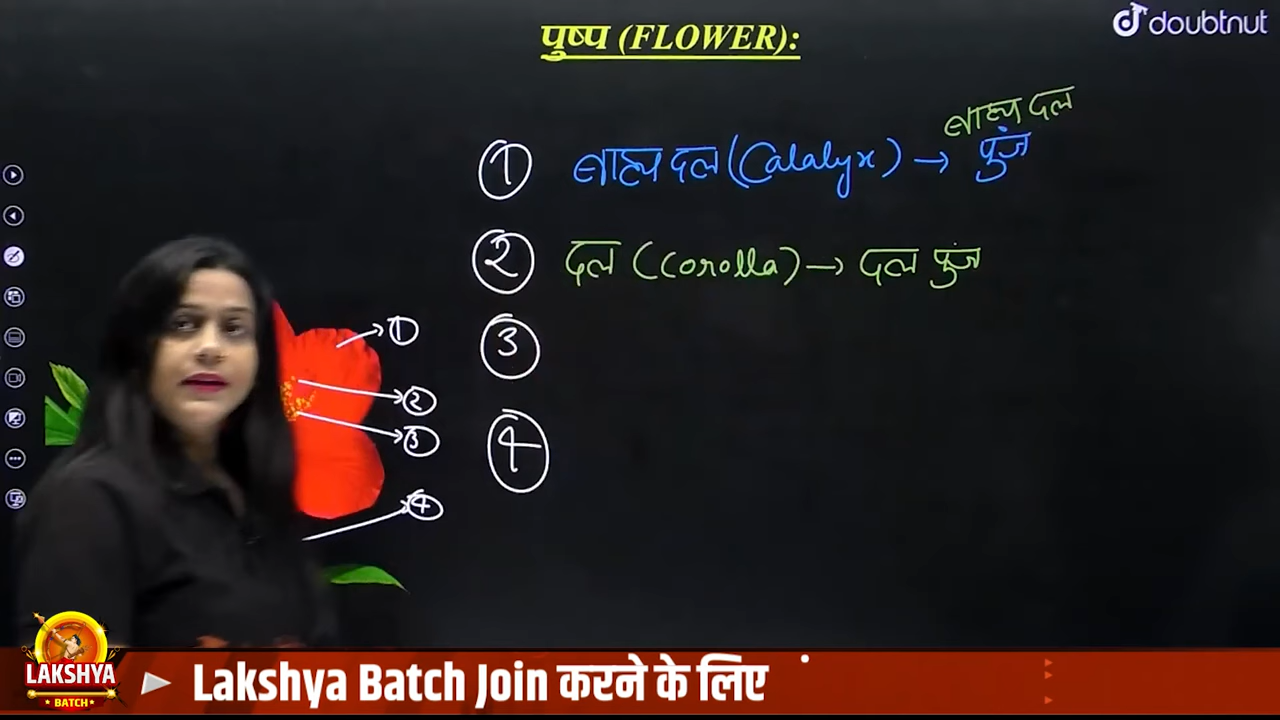 पुष्प (FLOWER):
doubtnut
बाह्य दल
① बाह्य दल (Calalyx) → पुंज
② दल (Corolla) → दल पुंज
③
④
①
②
③
④
LAKSHYA
BATCH
Lakshya Batch Join करने के लिए